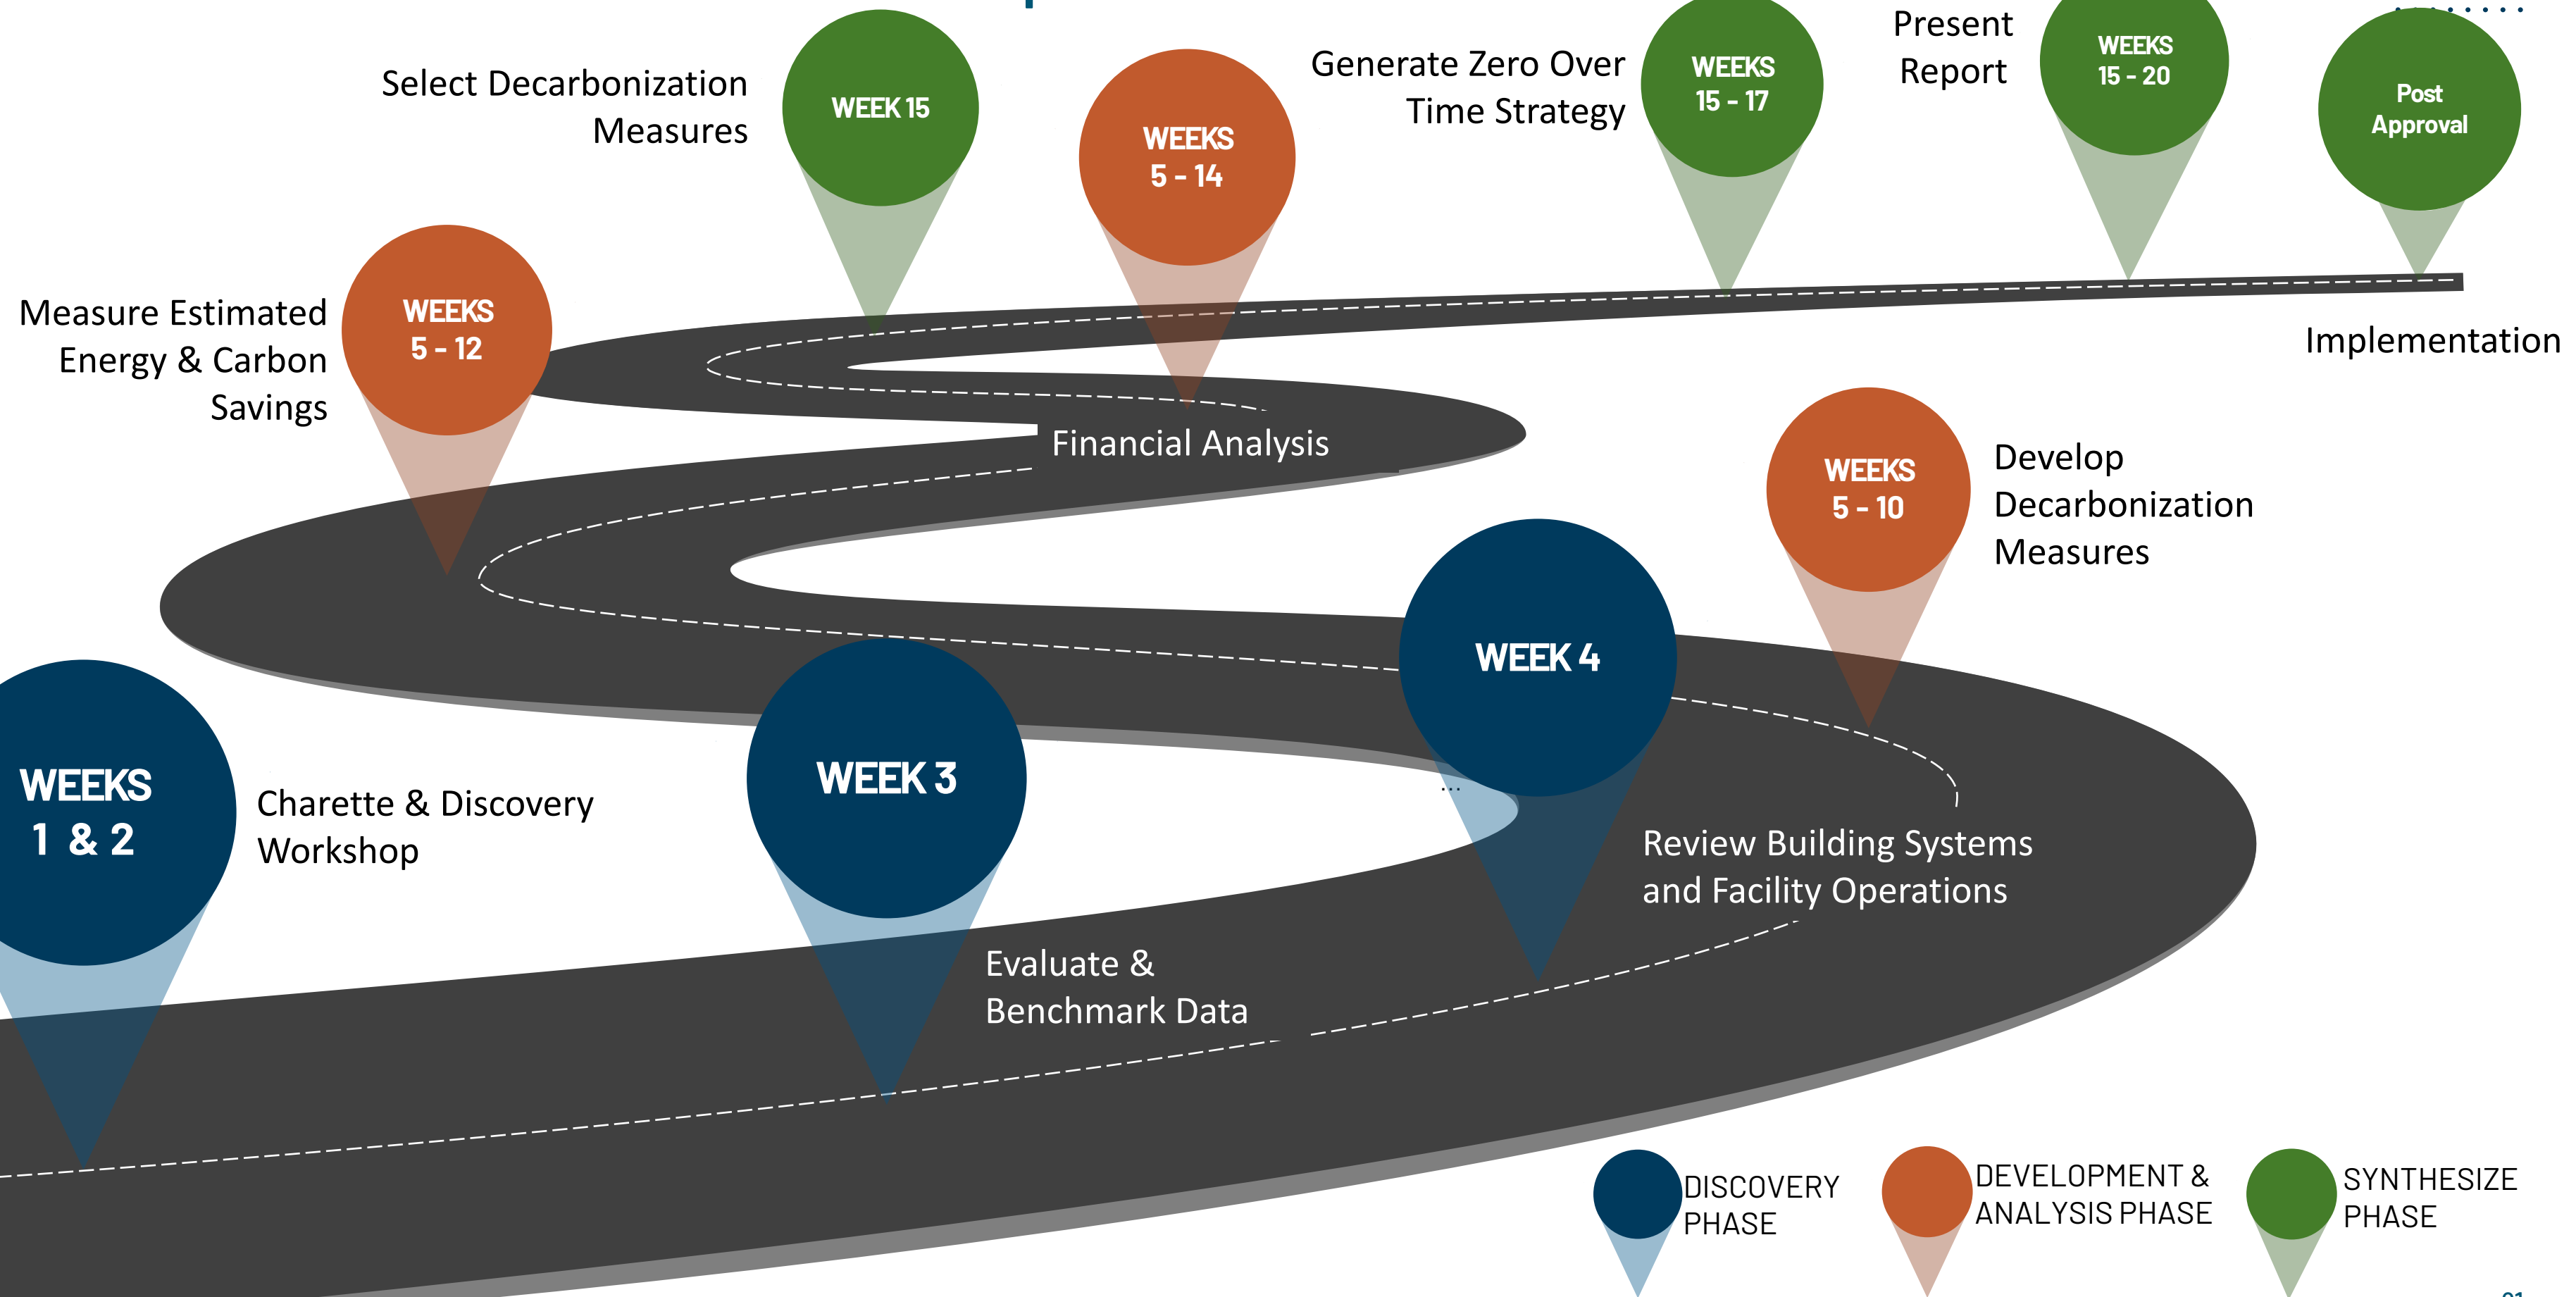 Select Decarbonization
Measures
WEEK 15
WEEKS
5 - 14
Generate Zero Over
Time Strategy
WEEKS
15 - 17
Present
Report
WEEKS
15 - 20
Post
Approval
Measure Estimated
Energy & Carbon
Savings
WEEKS
5 - 12
Implementation
Financial Analysis
WEEKS
5 - 10
Develop
Decarbonization
Measures
WEEK 4
WEEKS
1 & 2
Charette & Discovery
Workshop
WEEK 3
...
Review Building Systems
and Facility Operations
Evaluate &
Benchmark Data
DISCOVERY
PHASE
DEVELOPMENT &
ANALYSIS PHASE
SYNTHESIZE
PHASE